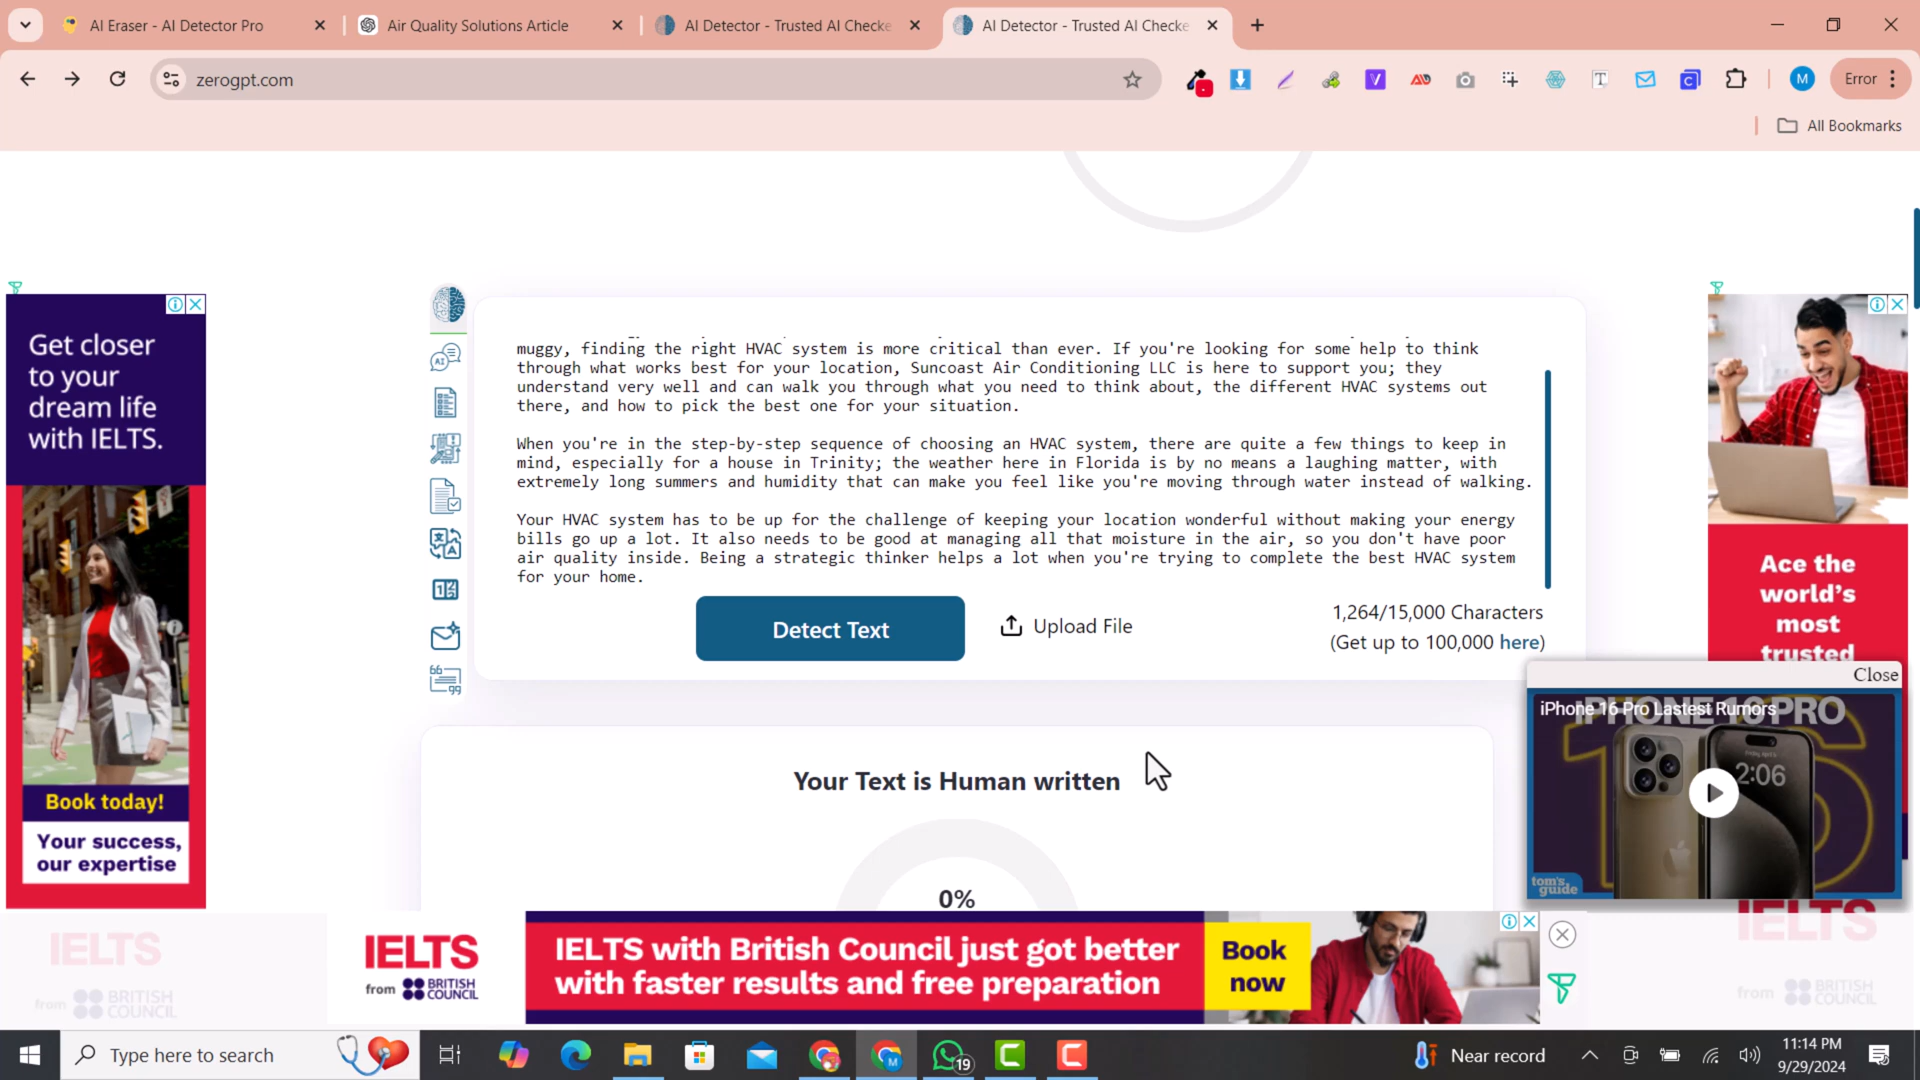 AI Eraser - AI Detector Pro
Air Quality Solutions Article
AI Detector - Trusted AI Checke
AI Detector - Trusted AI Checke
zerogpt.com
M
Error
All Bookmarks
Get closer
to your
dream life
with IELTS.
Book today!
Your success,
our expertise
muggy, finding the right HVAC system is more critical than ever. If you're looking for some help to think
through what works best for your location, Suncoast Air Conditioning LLC is here to support you; they
understand very well and can walk you through what you need to think about, the different HVAC systems out
there, and how to pick the best one for your situation.
When you're in the step-by-step sequence of choosing an HVAC system, there are quite a few things to keep in
mind, especially for a house in Trinity; the weather here in Florida is by no means a laughing matter, with
extremely long summers and humidity that can make you feel like you're moving through water instead of walking.
Your HVAC system has to be up for the challenge of keeping your location wonderful without making your energy
bills go up a lot. It also needs to be good at managing all that moisture in the air, so you don't have poor
air quality inside. Being a strategic thinker helps a lot when you're trying to complete the best HVAC system
for your home.
Detect Text
Upload File
1,264/15,000 Characters
(Get up to 100,000 here)
Ace the
world's
most
trusted
Close
iPhone 16 Pro Lastest Rumors
IPHONE 16 PRO
2:06
tom's
guide
Your Text is Human written
0%
IELTS
from BRITISH
COUNCIL
IELTS
from BRITISH
COUNCIL
IELTS with British Council just got better
with faster results and free preparation
Book
now
IELTS
from BRITISH
COUNCIL
Type here to search
19
Near record
11:14 PM
9/29/2024